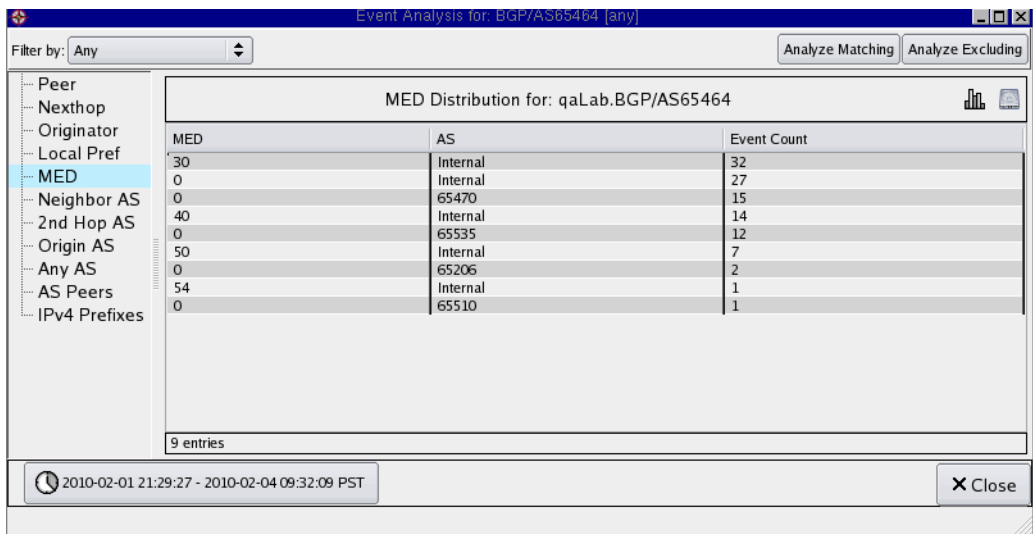 Event Analysis for: BGP/AS65464 [any]
Filter by: Any
Analyze Matching
Analyze Excluding
Peer
Nexthop
Originator
Local Pref
MED
Neighbor AS
2nd Hop AS
Origin AS
Any AS
AS Peers
IPv4 Prefixes
MED Distribution for: qaLab.BGP/AS65464
MED AS Event Count
30 Internal 32
0 Internal 27
0 65470 15
40 Internal 14
0 65535 12
50 Internal 7
0 65206 2
54 Internal 1
0 65510 1
9 entries
2010-02-01 21:29:27 - 2010-02-04 09:32:09 PST
Close